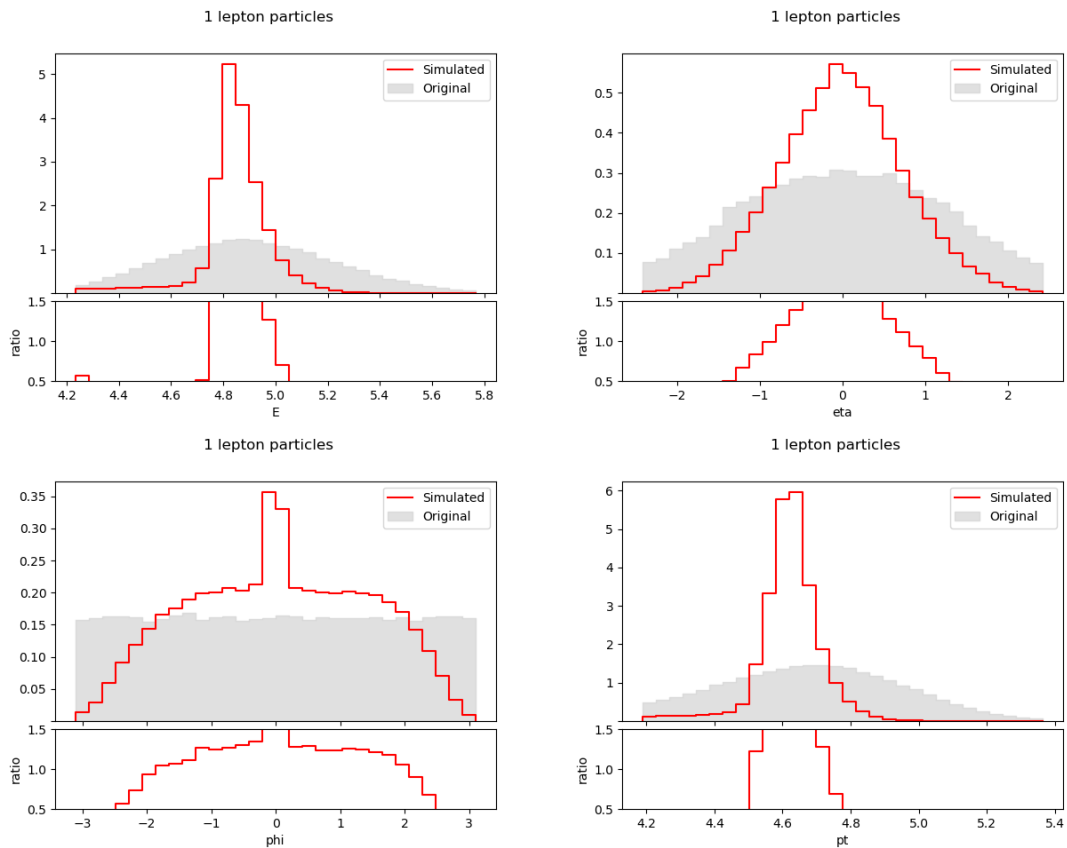 1 lepton particles
5
4
3
2
1
Simulated
Original
1.5
1.0
0.5
ratio
4.2 4.4 4.6 4.8 5.0 5.2 5.4 5.6 5.8
E
1 lepton particles
0.5
0.4
0.3
0.2
0.1
Simulated
Original
1.5
1.0
0.5
ratio
−2 −1 0 1 2
eta
1 lepton particles
0.35
0.30
0.25
0.20
0.15
0.10
0.05
Simulated
Original
1.5
1.0
0.5
ratio
−3 −2 −1 0 1 2 3
phi
1 lepton particles
6
5
4
3
2
1
Simulated
Original
1.5
1.0
0.5
ratio
4.2 4.4 4.6 4.8 5.0 5.2 5.4
pt